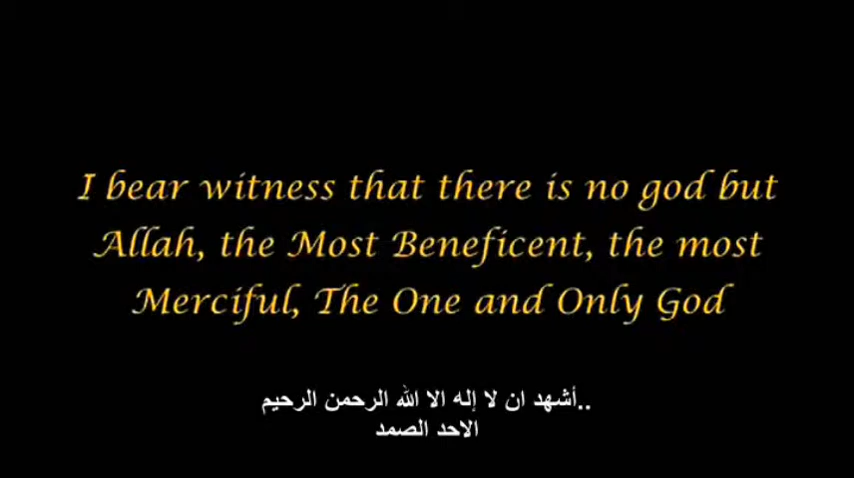 I bear witness that there is no god but
Allah, the Most Beneficent, the most
Merciful, The One and Only God
أشهد ان لا إله الا الله الرحمن الرحيم..
الاحد الصمد